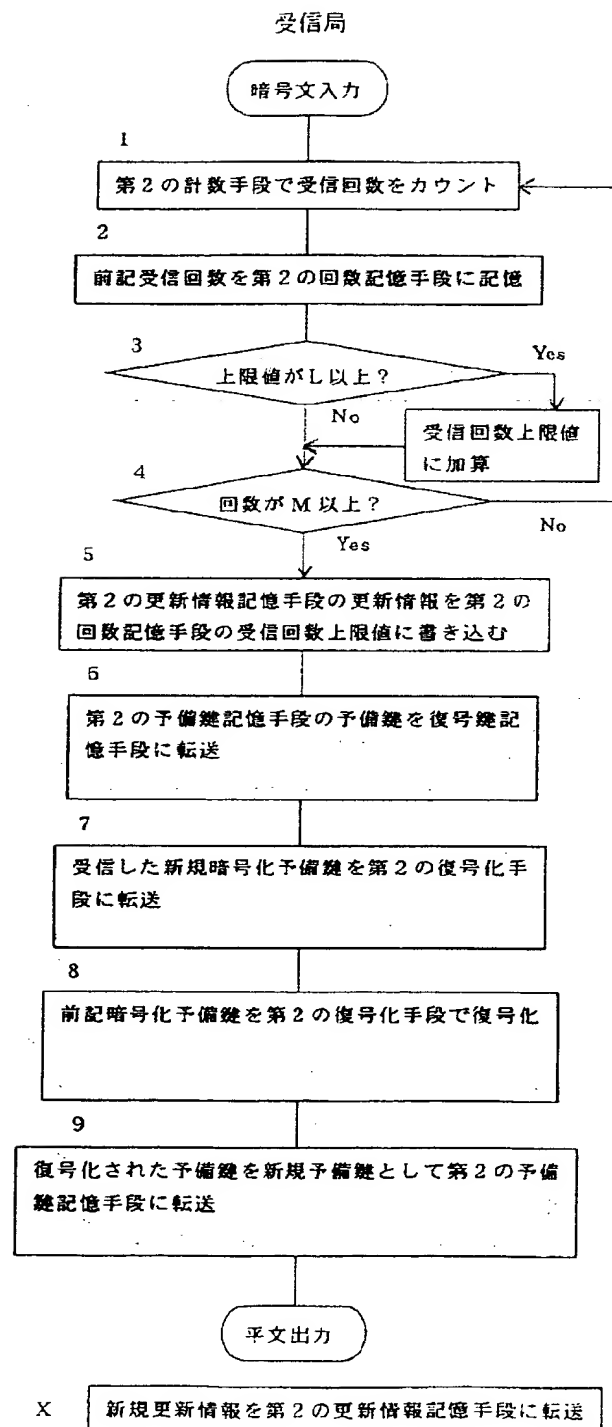 受信局
暗号文入力
1
第2の計数手段で受信回数をカウント
2
前記受信回数を第2の回数記憶手段に記憶
3
上限値がL以上?
Yes
No
受信回数上限値
に加算
4
回数がM以上?
No
Yes
5
第2の更新情報記憶手段の更新情報を第2の
回数記憶手段の受信回数上限値に書き込む
6
第2の予備鍵記憶手段の予備鍵を復号鍵記
憶手段に転送
7
受信した新規暗号化予備鍵を第2の復号化手
段に転送
8
前記暗号化予備鍵を第2の復号化手段で復号化
9
復号化された予備鍵を新規予備鍵として第2の予備
鍵記憶手段に転送
平文出力
X
新規更新情報を第2の更新情報記憶手段に転送